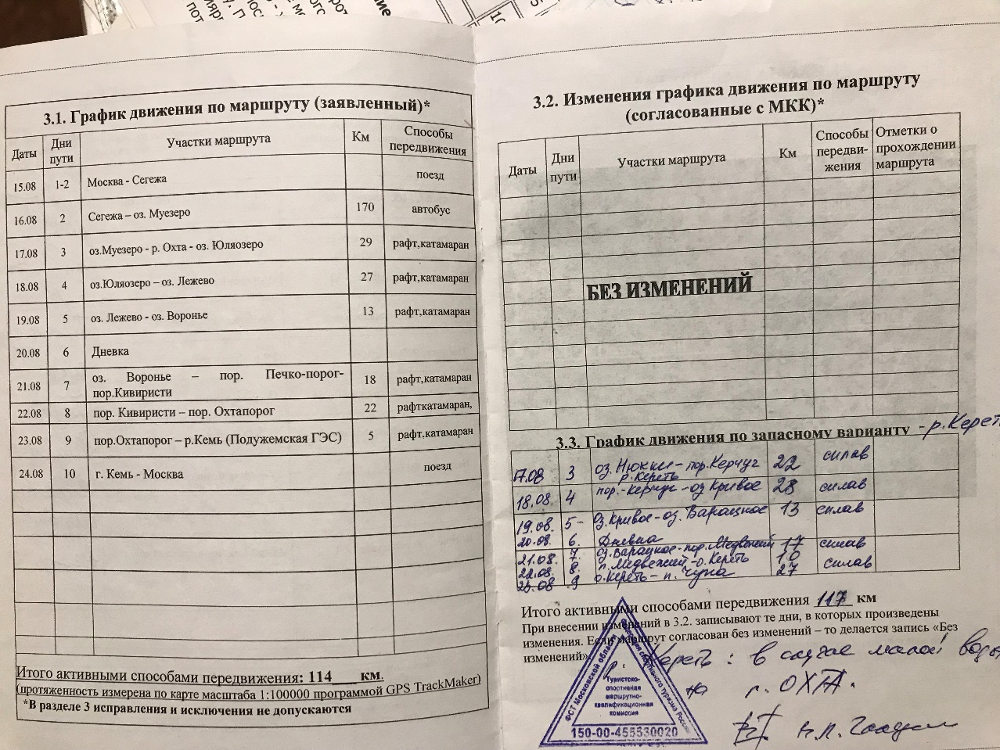 3.1. График движения по маршруту (заявленный)*
Даты Дни пути Участки маршрута Км Способы передвижения
15.08 1-2 Москва - Сегежа поезд
16.08 2 Сегежа – оз. Муезеро 170 автобус
17.08 3 оз.Муезеро - р. Охта - оз. Юляозеро 29 рафт,катамаран
18.08 4 оз.Юляозеро – оз. Лежево 27 рафт,катамаран
19.08 5 оз. Лежево - оз. Воронье 13 рафт,катамаран
20.08 6 Дневка
21.08 7 оз. Воронье – пор. Печко-порог-
пор.Кивиристи 18 рафт,катамаран
22.08 8 пор. Кивиристи – пор. Охтапорог 22 рафткатамаран,
23.08 9 пор.Охтапорог – р.Кемь (Подужемская ГЭС) 5 рафт,катамаран
24.08 10 г. Кемь - Москва поезд
Итого активными способами передвижения: 114 км.
(протяженность измерена по карте масштаба 1:100000 программой GPS TrackMaker)
*В разделе 3 исправления и исключения не допускаются
3.2. Изменения графика движения по маршруту
(согласованные с МКК)*
Даты Дни пути Участки маршрута Км Способы передви-жения Отметки о прохождении маршрута
БЕЗ ИЗМЕНЕНИЙ
3.3. График движения по запасному варианту - р.Кереть
17.08 3 оз. Нюкки - пор.Керчуг 22 сплав
р. Кереть
18.08. 4 пор.-Керчуг - оз Кривое 28 сплав
19.08. 5 - Оз.Кривое - оз. Варацкое 13 сплав
20.08. 6. Дневка
21.08. 7. оз.Варацкое - пор. Медвежий 17 сплав
22.08. 8. п.Медвежий - о.Кереть 10
23.08 9 о.Кереть - п. Чупа 27 сплав
Итого активными способами передвижения 117 км
При внесении изменений в 3.2. записывают те дни, в которых произведены
изменения. Если маршрут согласован без изменений – то делается запись «Без
изменений»
р. Кереть : в случае малой воды
на р. ОХТА.
ФСТ Московской области
Федерация спортивного туризма России
Туристско-
спортивная
маршрутно-
квалификационная
комиссия
150-00-455530020